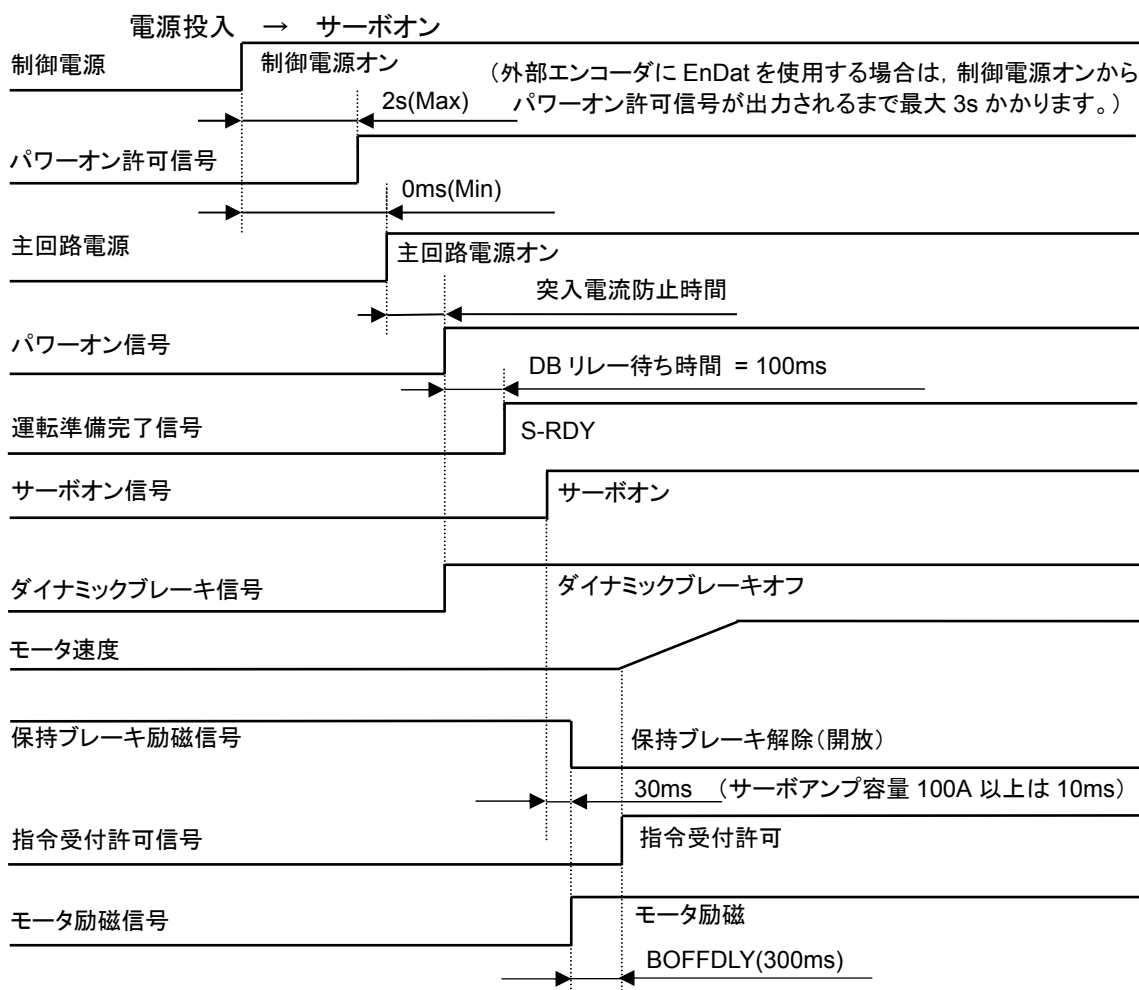 電源投入 → サーボオン
制御電源
制御電源オン
(外部エンコーダに EnDat を使用する場合は，制御電源オンから
パワーオン許可信号が出力されるまで最大 3s かかります。)
2s(Max)
パワーオン許可信号
0ms(Min)
主回路電源
主回路電源オン
突入電流防止時間
パワーオン信号
DB リレー待ち時間 = 100ms
運転準備完了信号
S-RDY
サーボオン信号
サーボオン
ダイナミックブレーキ信号
ダイナミックブレーキオフ
モータ速度
保持ブレーキ励磁信号
保持ブレーキ解除(開放)
30ms (サーボアンプ容量 100A 以上は 10ms)
指令受付許可信号
指令受付許可
モータ励磁信号
モータ励磁
BOFFDLY(300ms)